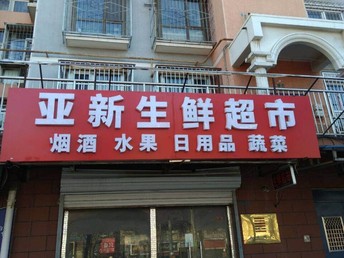 亚新生鲜超市
烟酒 水果 日用品 蔬菜